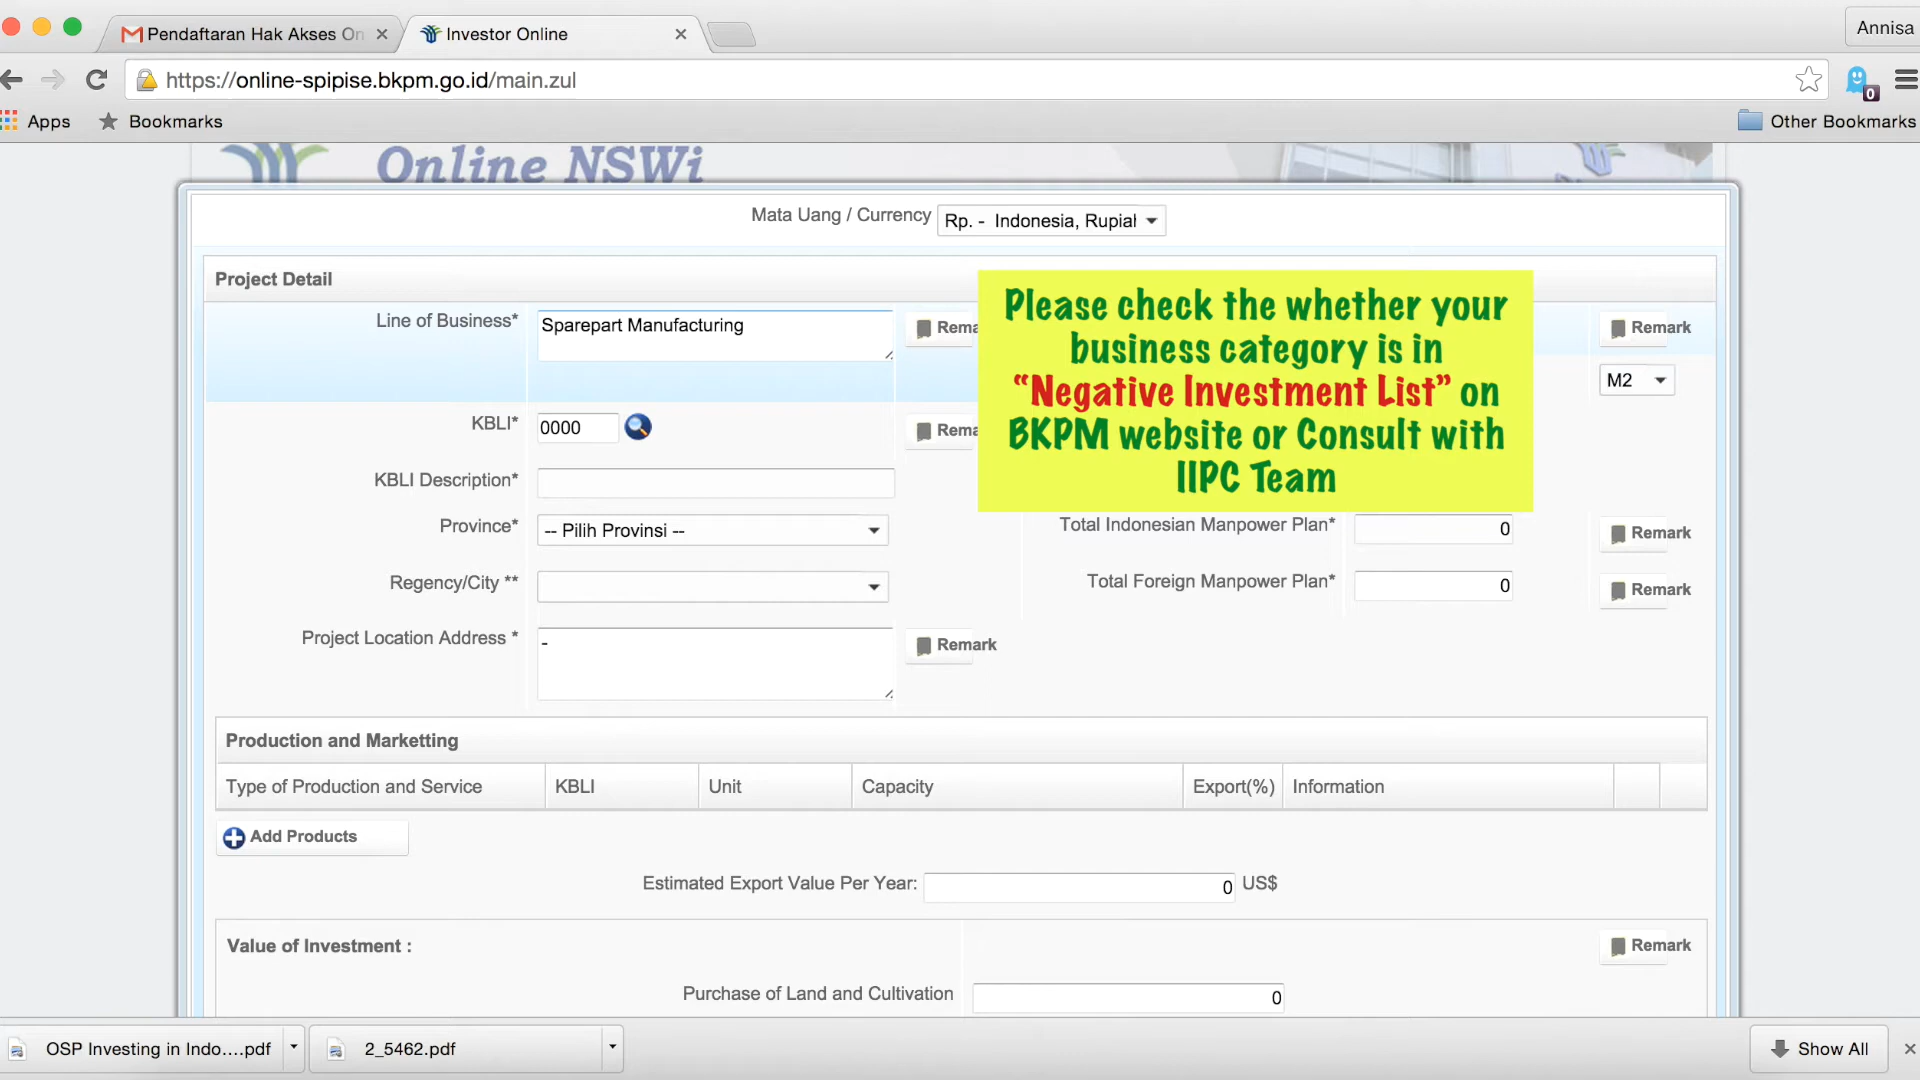 Pendaftaran Hak Akses On
Investor Online
Annisa
https://online-spipise.bkpm.go.id/main.zul
0
Apps
Bookmarks
Other Bookmarks
Online NSWi
Mata Uang / Currency
Rp. - Indonesia, Rupiah
Project Detail
Line of Business*
Sparepart Manufacturing
Rema
Remark
M2
Please check the whether your
business category is in
“Negative Investment List” on
BKPM website or Consult with
IIPC Team
KBLI*
0000
Rema
KBLI Description*
Province*
-- Pilih Provinsi --
Total Indonesian Manpower Plan*
0
Remark
Regency/City **
Total Foreign Manpower Plan*
0
Remark
Project Location Address *
-
Remark
Production and Marketting
Type of Production and Service
KBLI
Unit
Capacity
Export(%)
Information
Add Products
Estimated Export Value Per Year:
0
US$
Value of Investment :
Remark
Purchase of Land and Cultivation
0
OSP Investing in Indo....pdf
2_5462.pdf
Show All